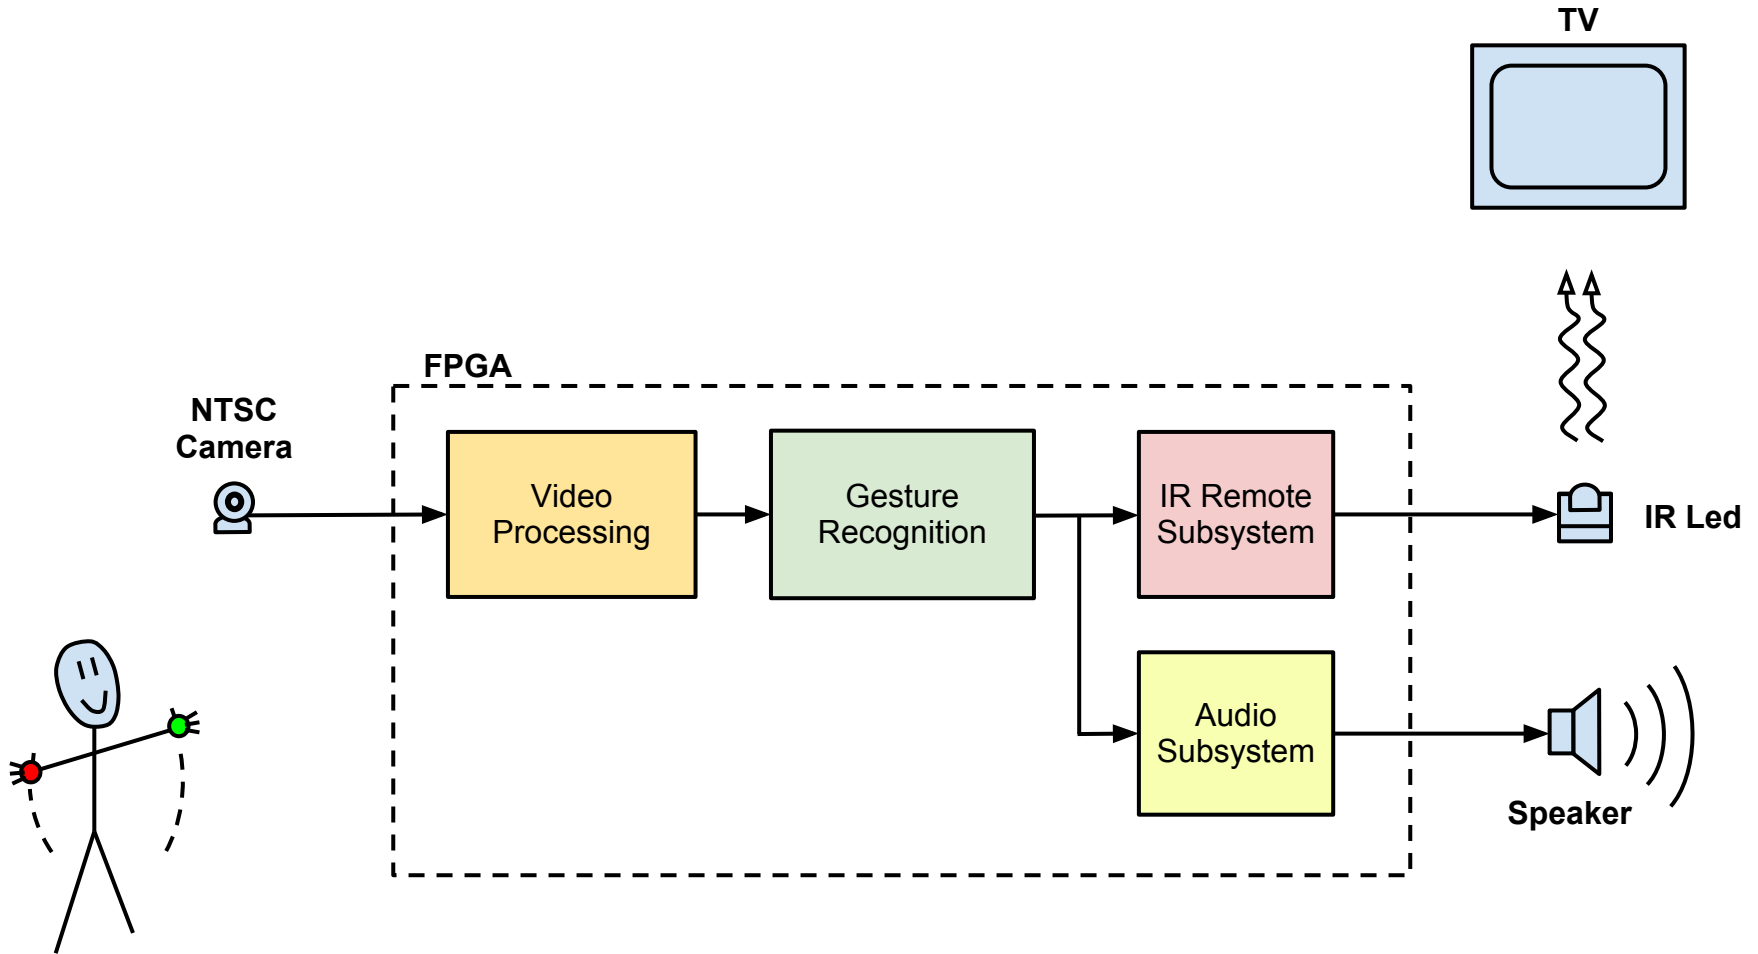 TV
FPGA
NTSC
Camera
Video
Processing
Gesture
Recognition
IR Remote
Subsystem
IR Led
Audio
Subsystem
Speaker